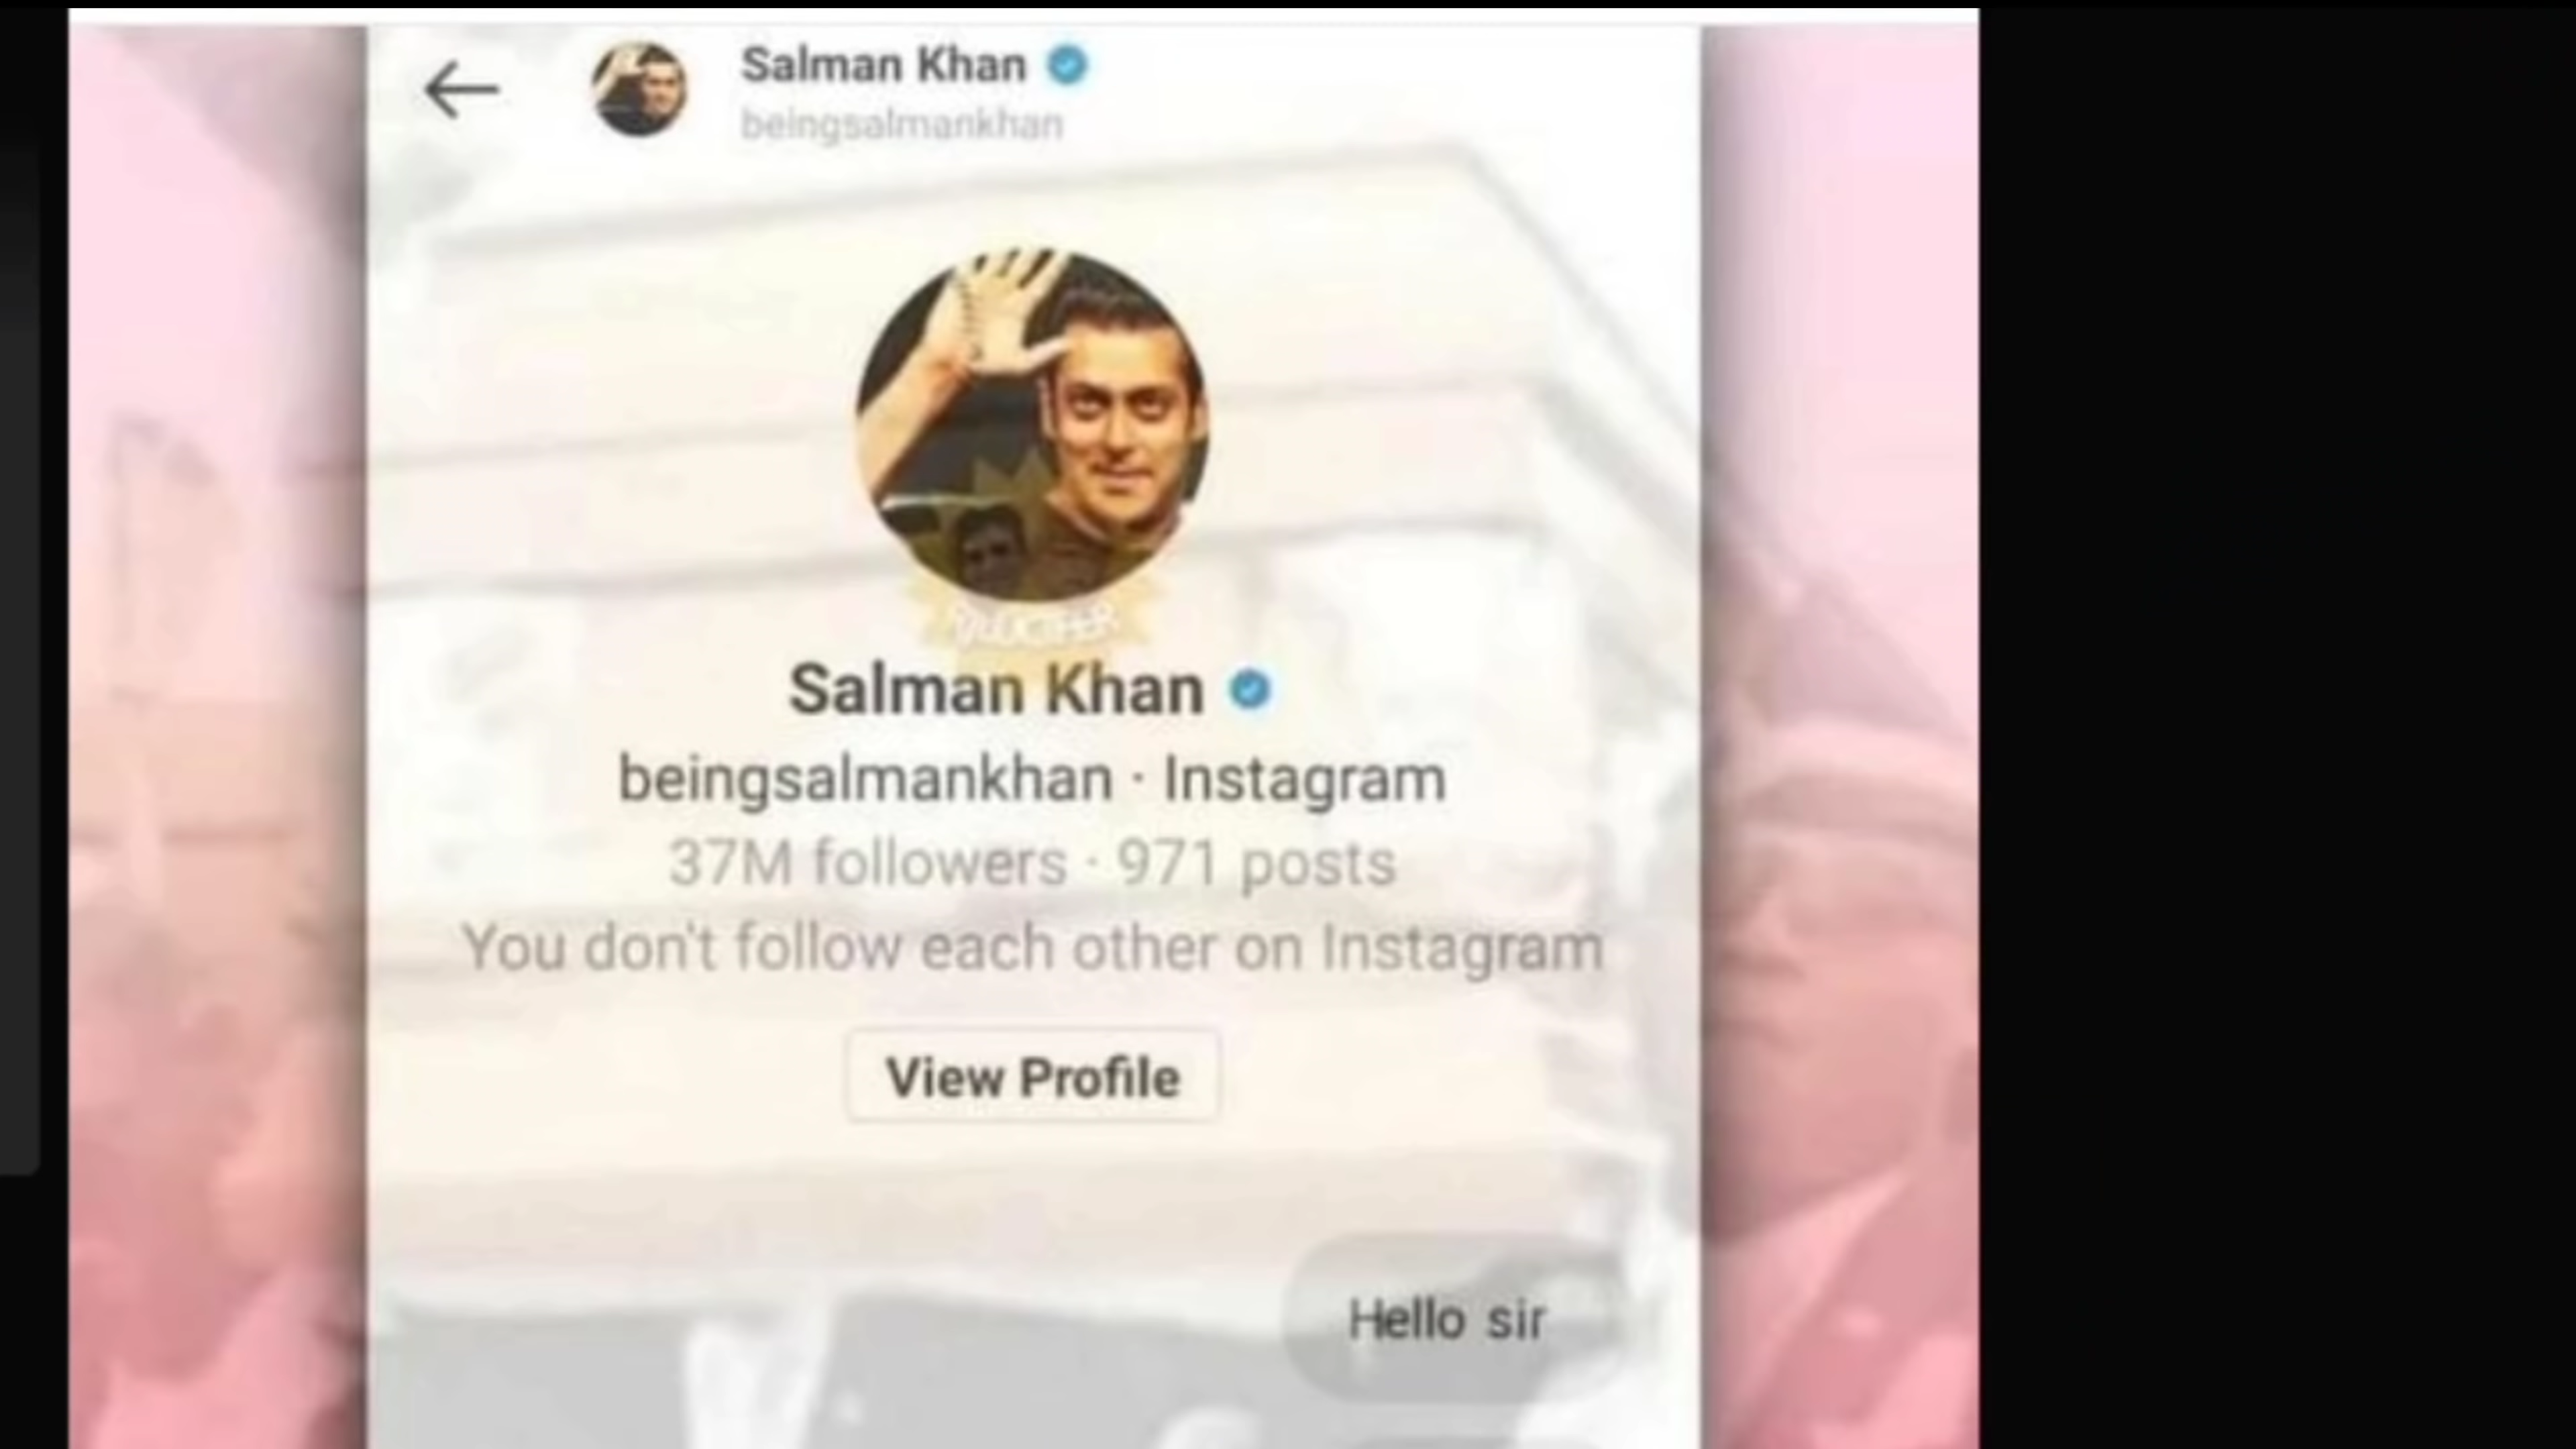 Salman Khan
beingsalmankhan
Salman Khan
beingsalmankhan · Instagram
37M followers · 971 posts
You don't follow each other on Instagram
View Profile
Hello sir